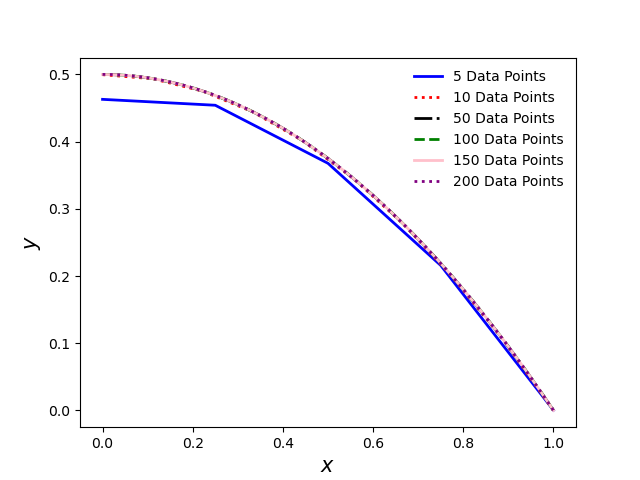 0.5
0.4
0.3
0.2
0.1
0.0
y
5 Data Points
10 Data Points
50 Data Points
100 Data Points
150 Data Points
200 Data Points
0.0 0.2 0.4 0.6 0.8 1.0
x